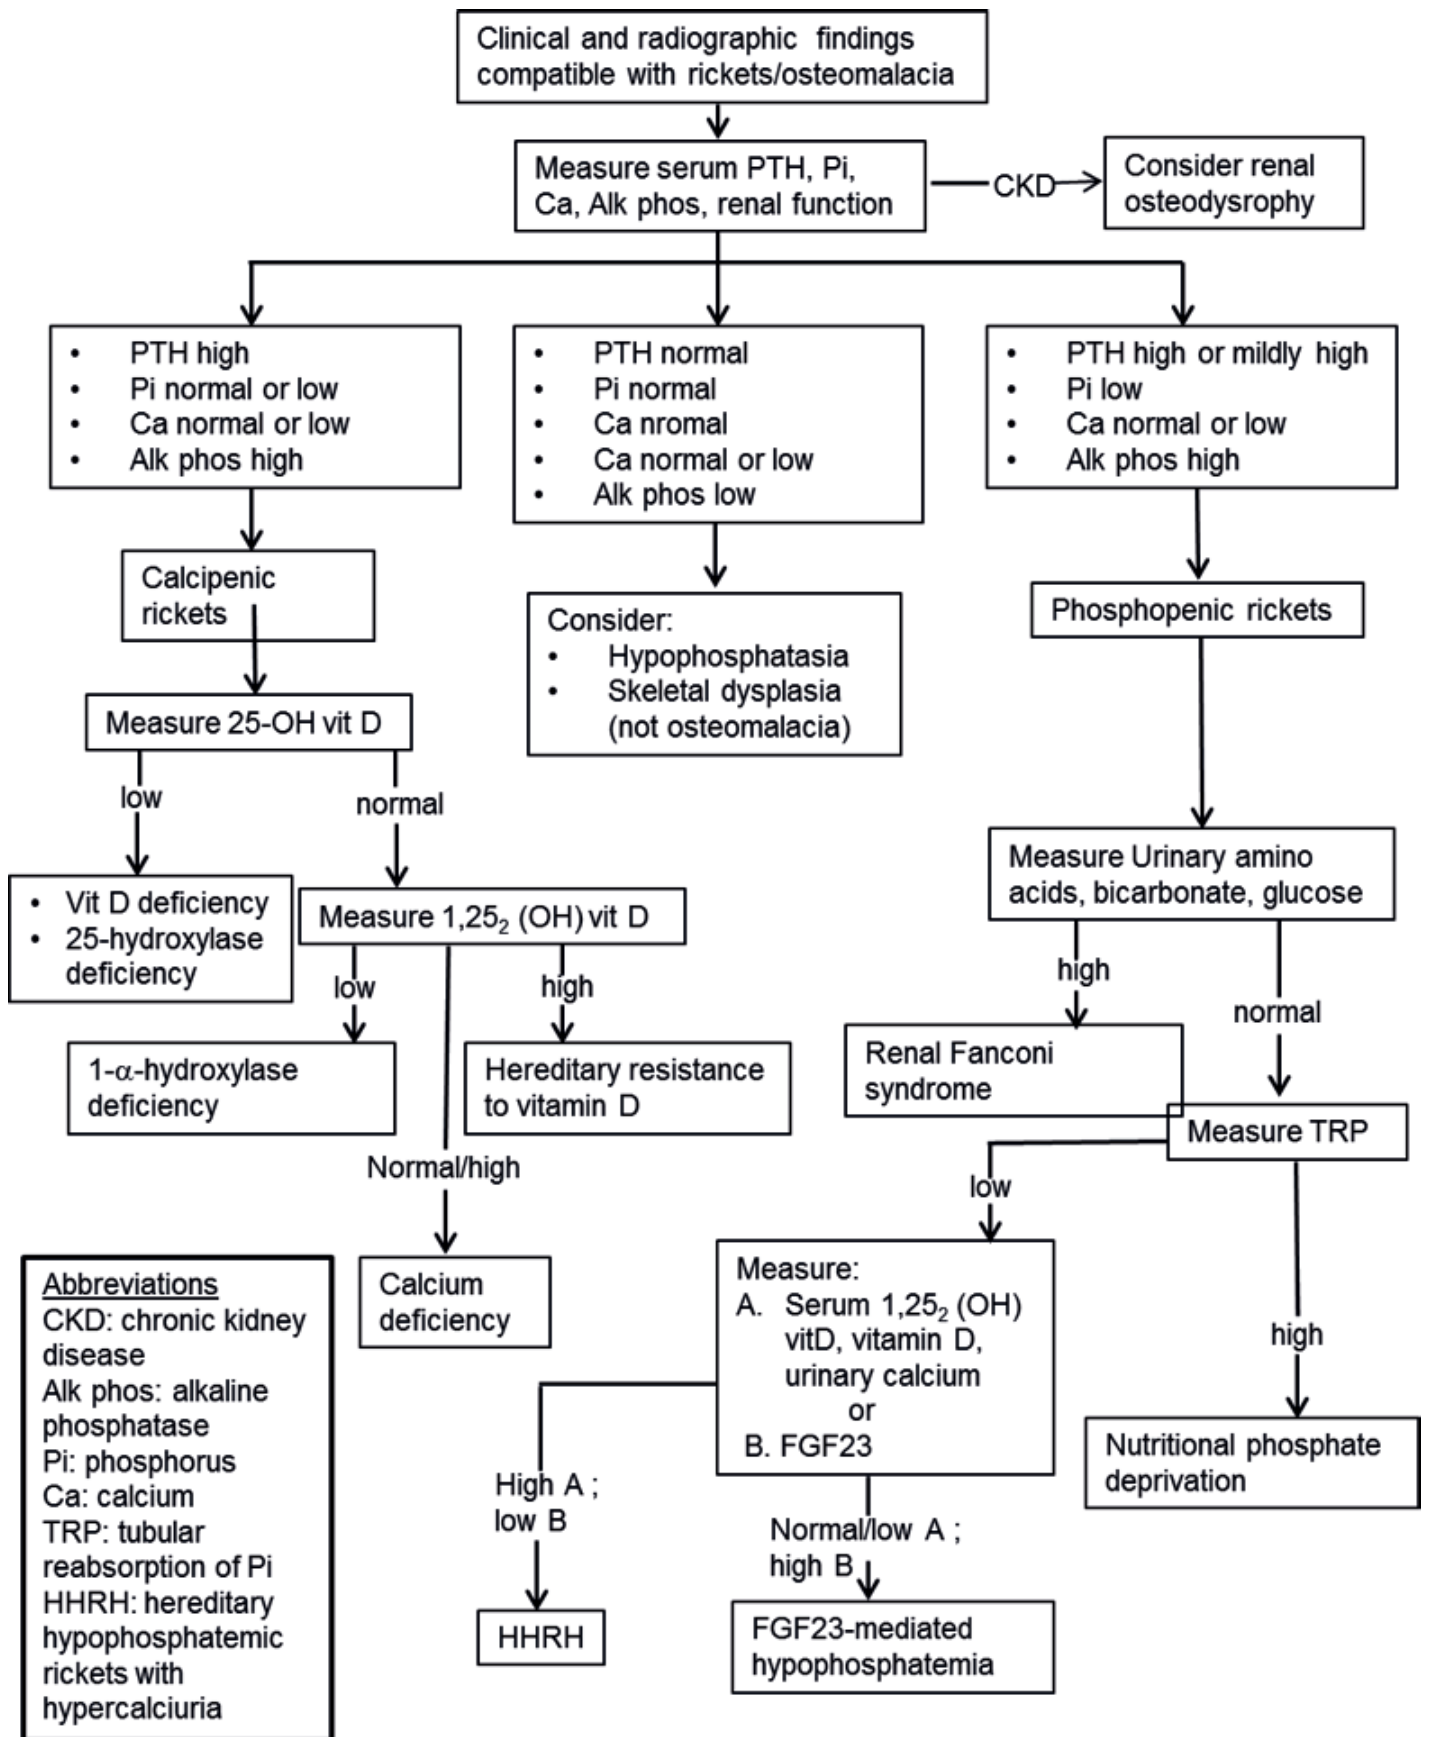 Clinical and radiographic findings
compatible with rickets/osteomalacia
Measure serum PTH, Pi,
Ca, Alk phos, renal function
CKD
Consider renal
osteodysrophy
• PTH high
• Pi normal or low
• Ca normal or low
• Alk phos high
• PTH normal
• Pi normal
• Ca nromal
• Ca normal or low
• Alk phos low
• PTH high or mildly high
• Pi low
• Ca normal or low
• Alk phos high
Calcipenic
rickets
Consider:
• Hypophosphatasia
• Skeletal dysplasia
(not osteomalacia)
Phosphopenic rickets
Measure 25-OH vit D
low
normal
• Vit D deficiency
• 25-hydroxylase
deficiency
Measure 1,25₂ (OH) vit D
low
high
1-α-hydroxylase
deficiency
Hereditary resistance
to vitamin D
Normal/high
Calcium
deficiency
Measure Urinary amino
acids, bicarbonate, glucose
high
normal
Renal Fanconi
syndrome
Measure TRP
low
high
Measure:
A. Serum 1,25₂ (OH)
vitD, vitamin D,
urinary calcium
or
B. FGF23
Nutritional phosphate
deprivation
High A ;
low B
Normal/low A ;
high B
HHRH
FGF23-mediated
hypophosphatemia
Abbreviations
CKD: chronic kidney
disease
Alk phos: alkaline
phosphatase
Pi: phosphorus
Ca: calcium
TRP: tubular
reabsorption of Pi
HHRH: hereditary
hypophosphatemic
rickets with
hypercalciuria